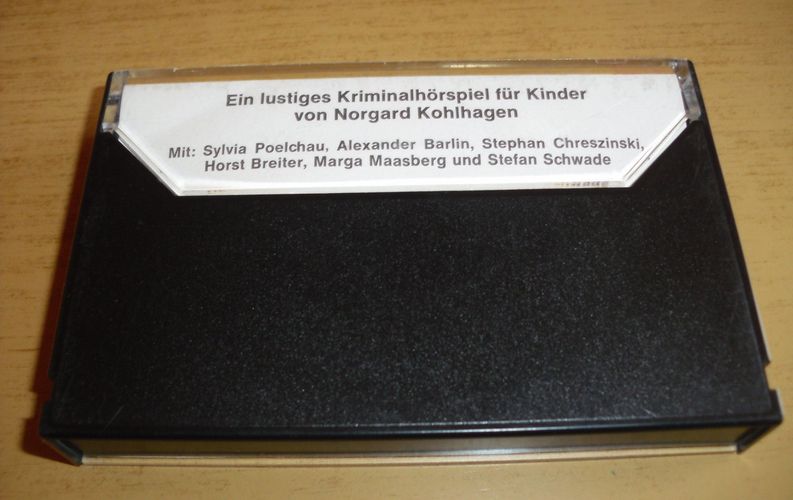 Ein lustiges Kriminalhörspiel für Kinder
von Norgard Kohlhagen
Mit: Sylvia Poelchau, Alexander Barlin, Stephan Chreszinski,
Horst Breiter, Marga Maasberg und Stefan Schwade